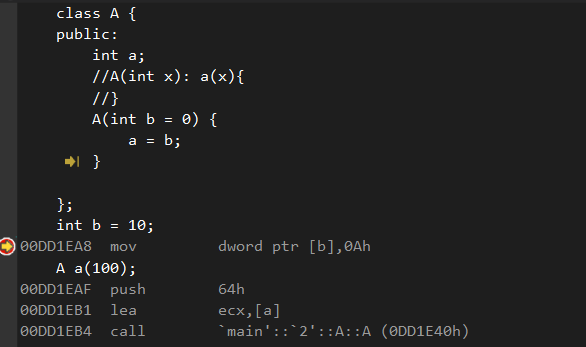 class A {
public:
int a;
//A(int x): a(x){
//}
A(int b = 0) {
a = b;
}
};
int b = 10;
00DD1EA8 mov dword ptr [b],0Ah
A a(100);
00DD1EAF push 64h
00DD1EB1 lea ecx,[a]
00DD1EB4 call `main'::`2'::A::A (0DD1E40h)